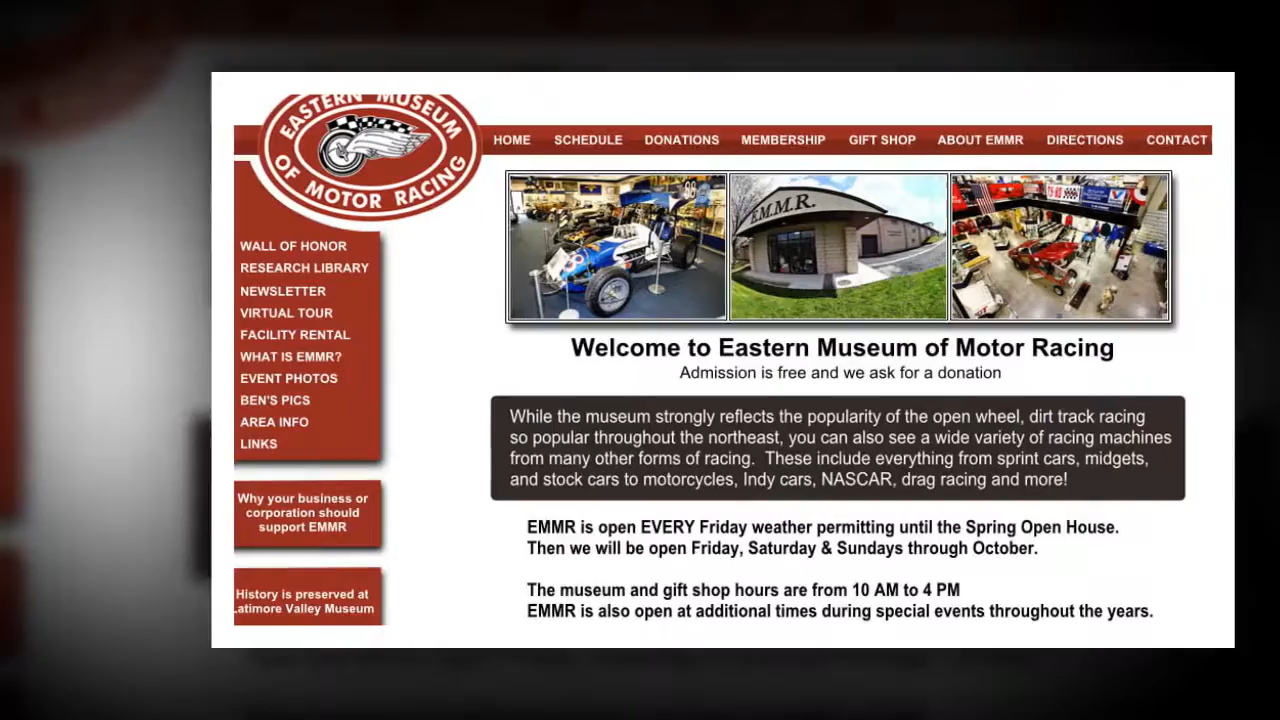 EASTERN MUSEUM
OF MOTOR RACING
HOME SCHEDULE DONATIONS MEMBERSHIP GIFT SHOP ABOUT EMMR DIRECTIONS CONTACT
WALL OF HONOR
RESEARCH LIBRARY
NEWSLETTER
VIRTUAL TOUR
FACILITY RENTAL
WHAT IS EMMR?
EVENT PHOTOS
BEN'S PICS
AREA INFO
LINKS
Why your business or
corporation should
support EMMR
History is preserved at
Latimore Valley Museum
E.M.M.R.
Welcome to Eastern Museum of Motor Racing
Admission is free and we ask for a donation
While the museum strongly reflects the popularity of the open wheel, dirt track racing
so popular throughout the northeast, you can also see a wide variety of racing machines
from many other forms of racing. These include everything from sprint cars, midgets,
and stock cars to motorcycles, Indy cars, NASCAR, drag racing and more!
EMMR is open EVERY Friday weather permitting until the Spring Open House.
Then we will be open Friday, Saturday & Sundays through October.
The museum and gift shop hours are from 10 AM to 4 PM
EMMR is also open at additional times during special events throughout the years.